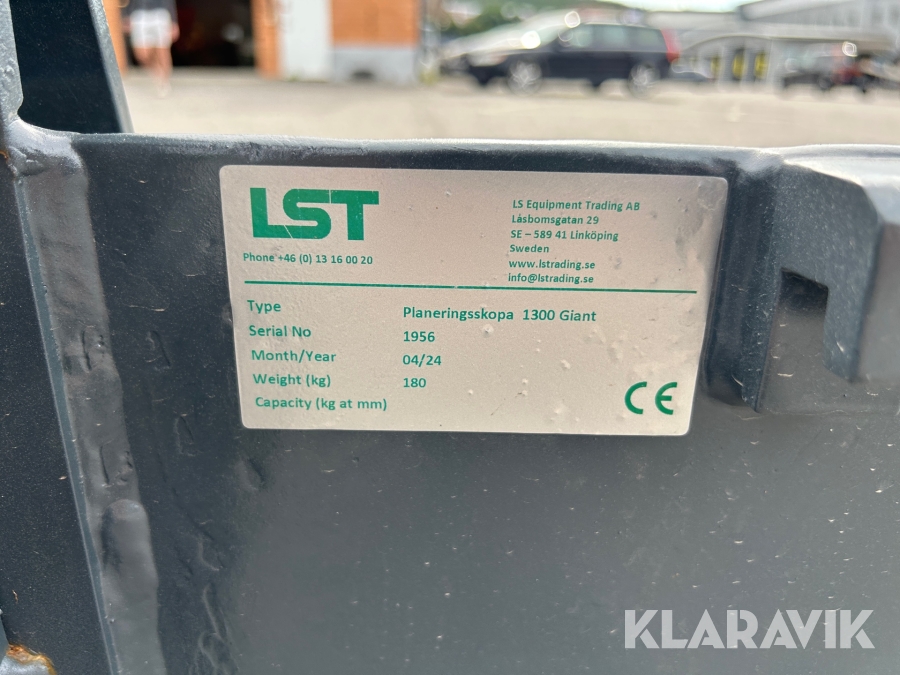 LST
Phone +46 (0) 13 16 00 20
LS Equipment Trading AB
Låsbomsgatan 29
SE – 589 41 Linköping
Sweden
www.lstrading.se
info@lstrading.se
Type Planeringsskopa 1300 Giant
Serial No 1956
Month/Year 04/24
Weight (kg) 180
Capacity (kg at mm)
CE
KLARAVIK